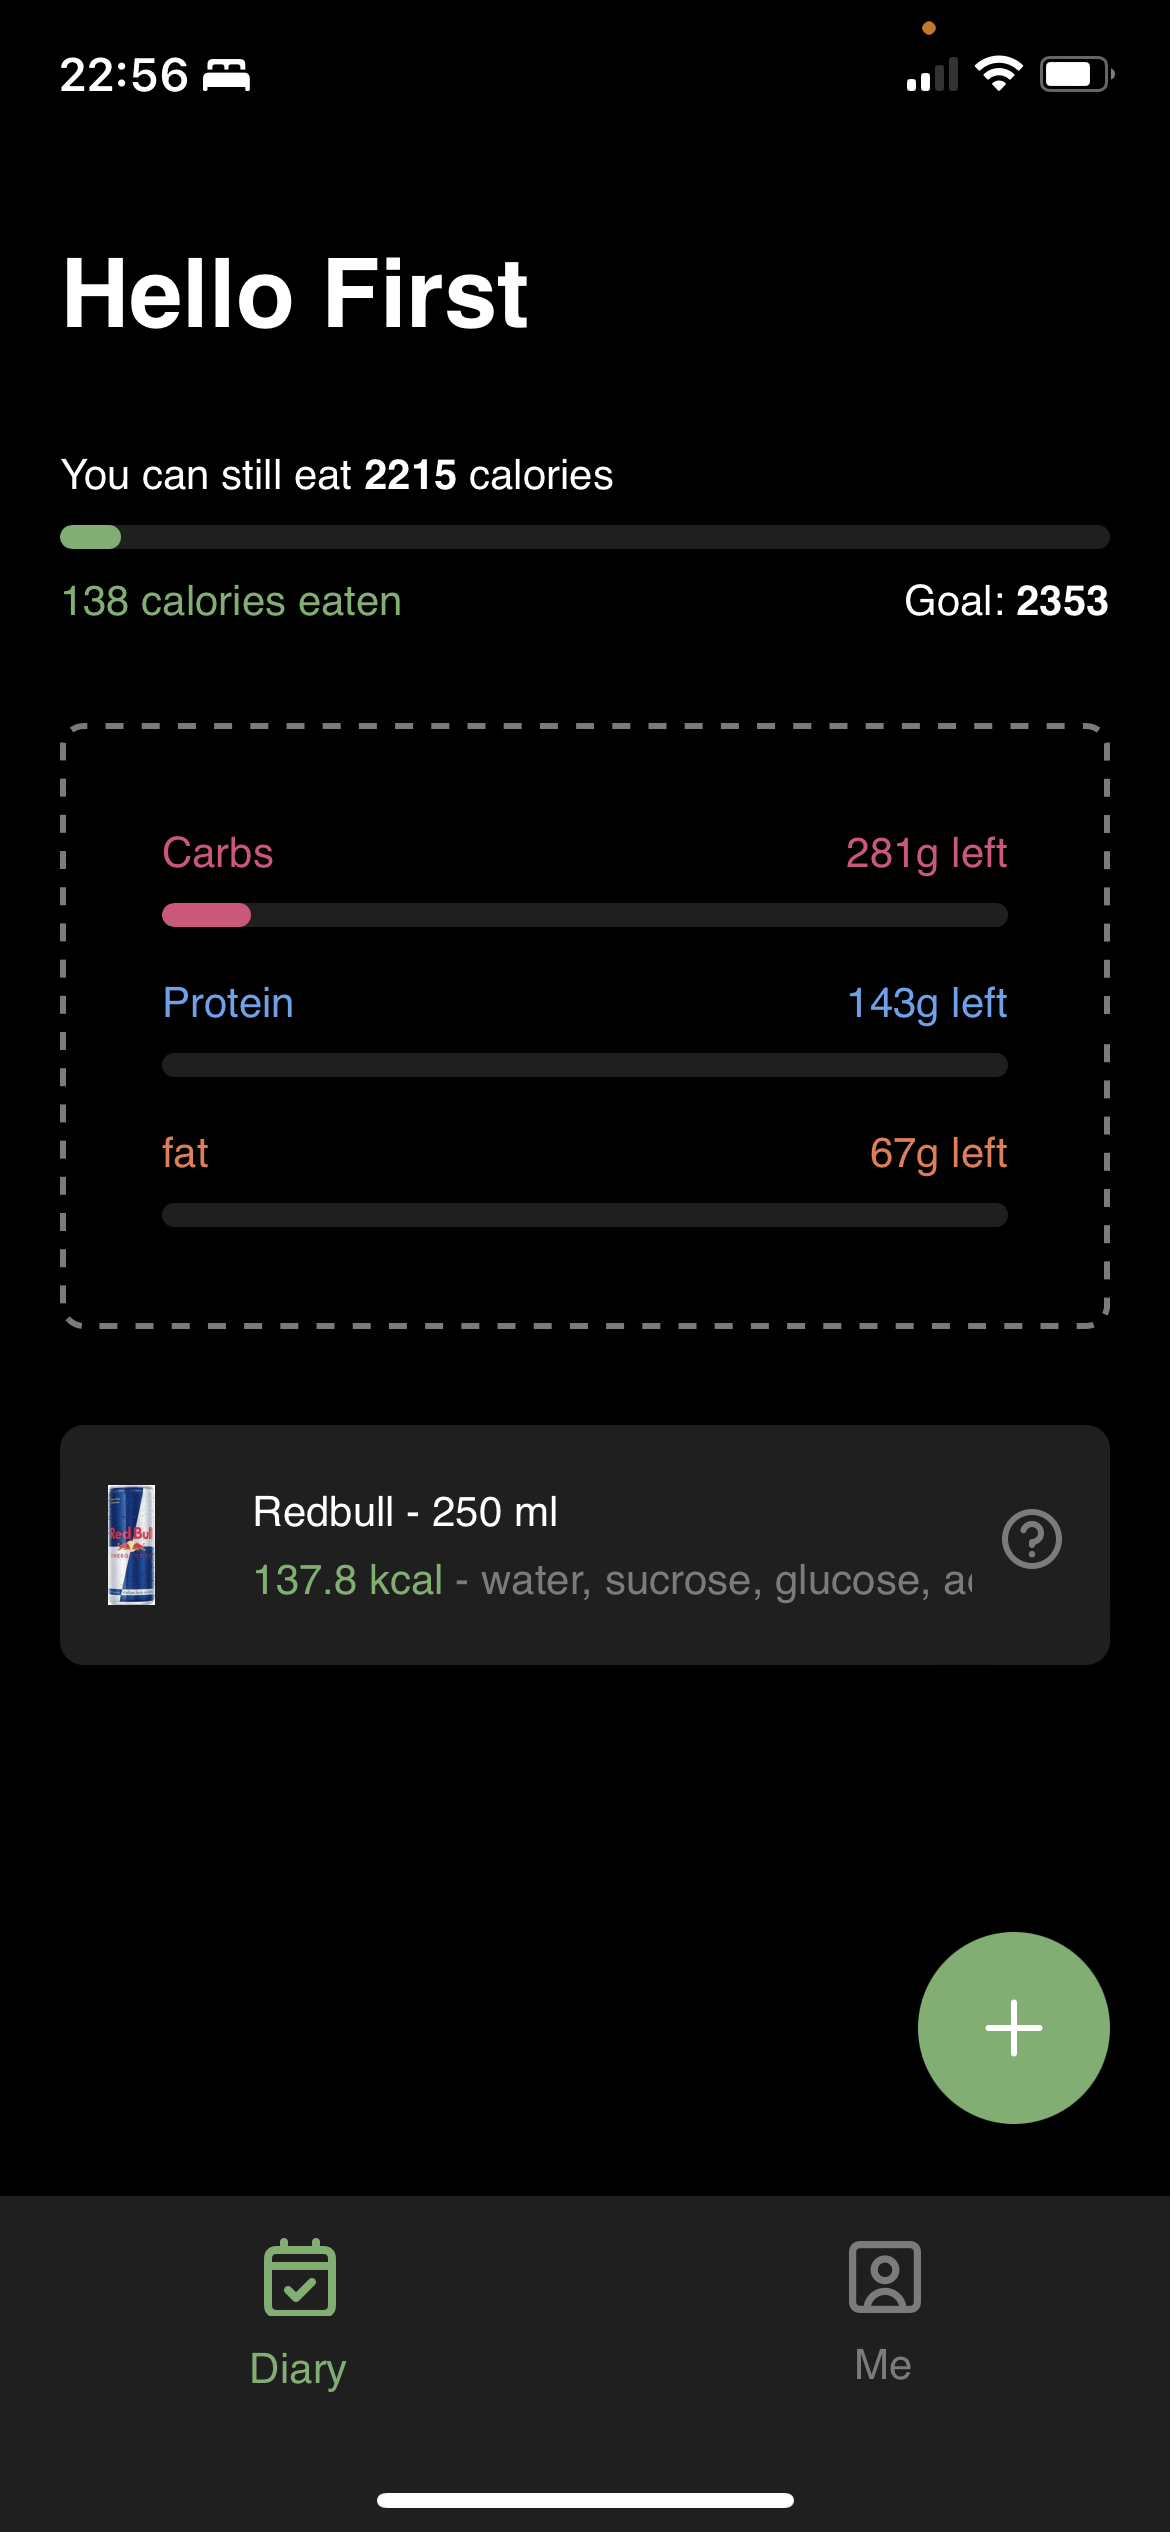 22:56
Hello First
You can still eat 2215 calories
138 calories eaten
Goal: 2353
Carbs
281g left
Protein
143g left
fat
67g left
Red Bull
Redbull - 250 ml
137.8 kcal - water, sucrose, glucose,
Diary
Me